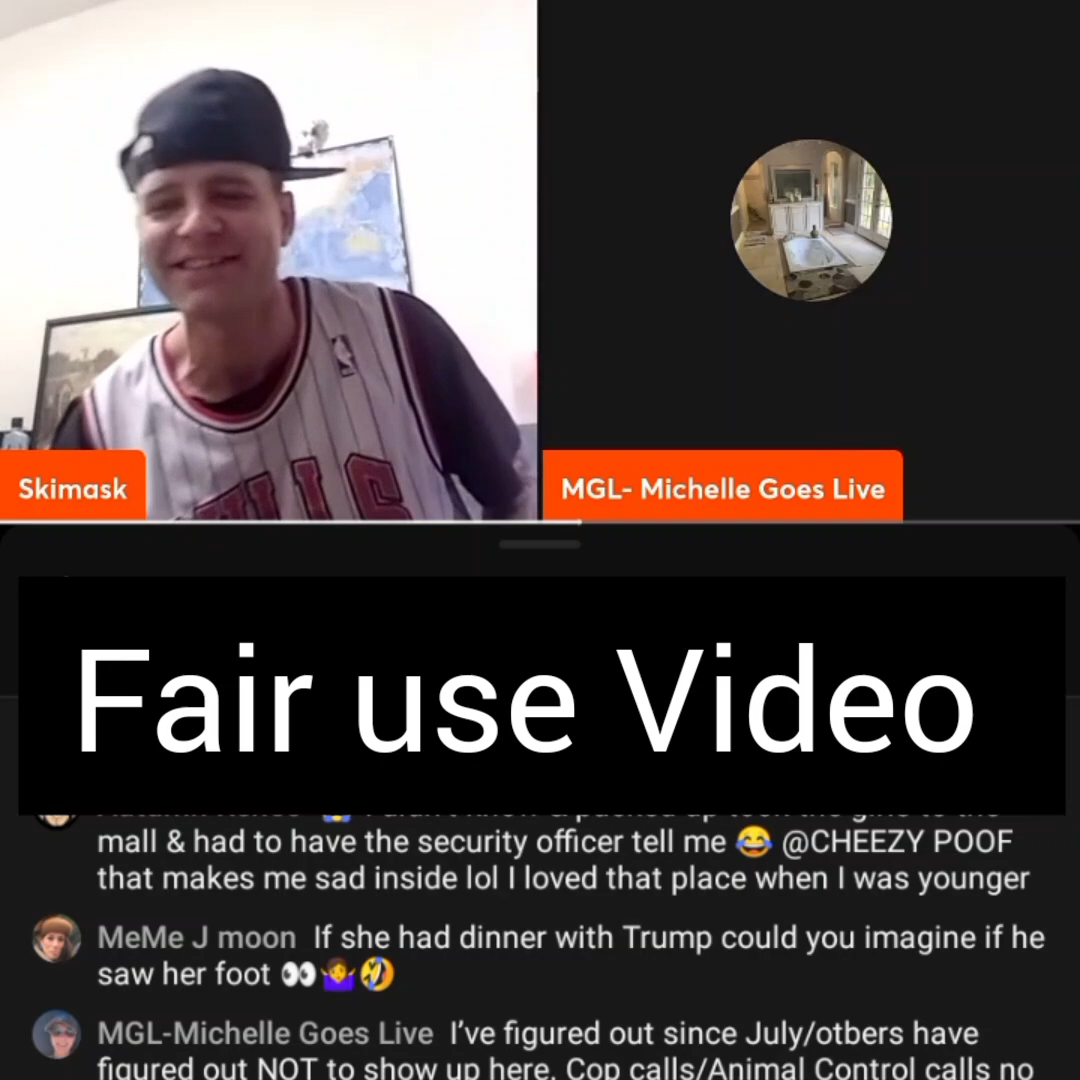 Skimask
MGL- Michelle Goes Live
BULLS
Fair use Video
mall & had to have the security officer tell me 😂 @CHEEZY POOF
that makes me sad inside lol I loved that place when I was younger
MeMe J moon If she had dinner with Trump could you imagine if he
saw her foot 👀🤷‍♀️🤣
MGL-Michelle Goes Live I’ve figured out since July/otbers have
figured out NOT to show up here. Cop calls/Animal Control calls no